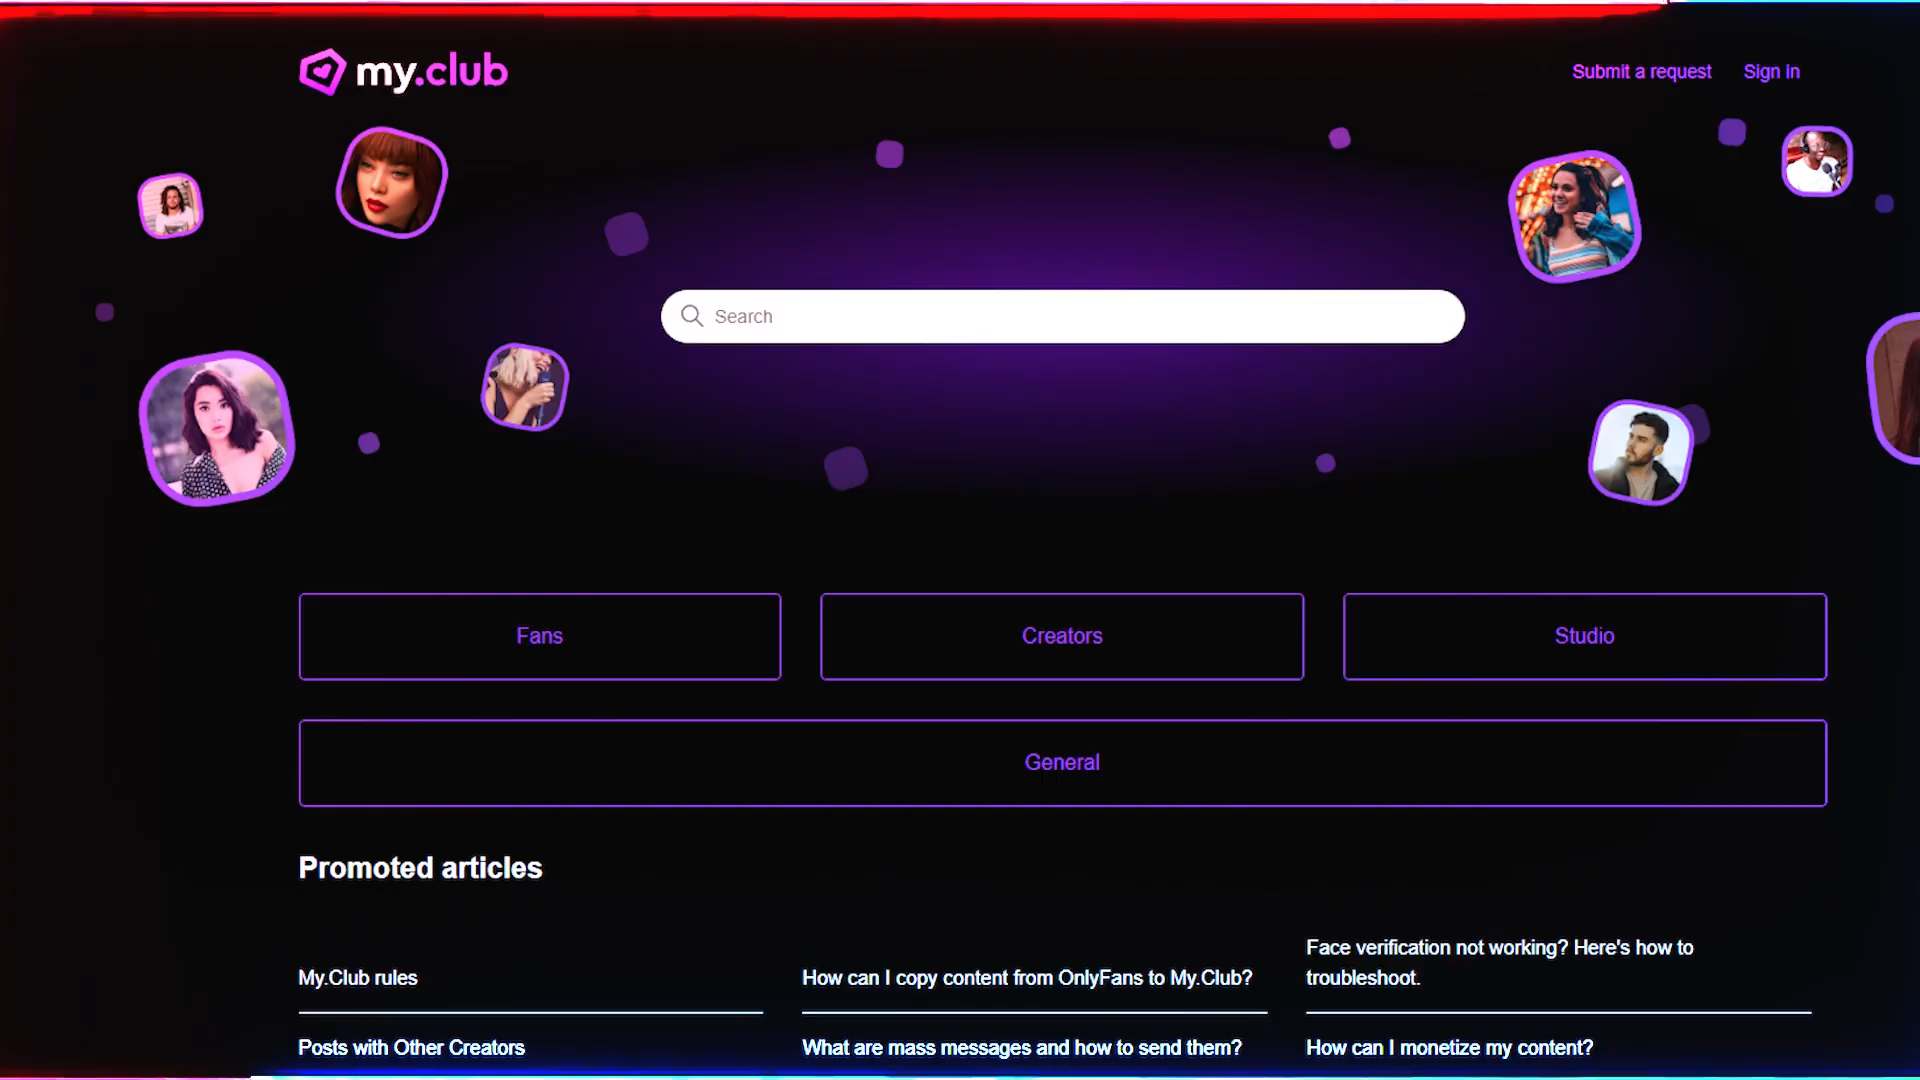 my.club
Submit a request
Sign in
Search
Fans
Creators
Studio
General
Promoted articles
My.Club rules
How can I copy content from OnlyFans to My.Club?
Face verification not working? Here's how to
troubleshoot.
Posts with Other Creators
What are mass messages and how to send them?
How can I monetize my content?